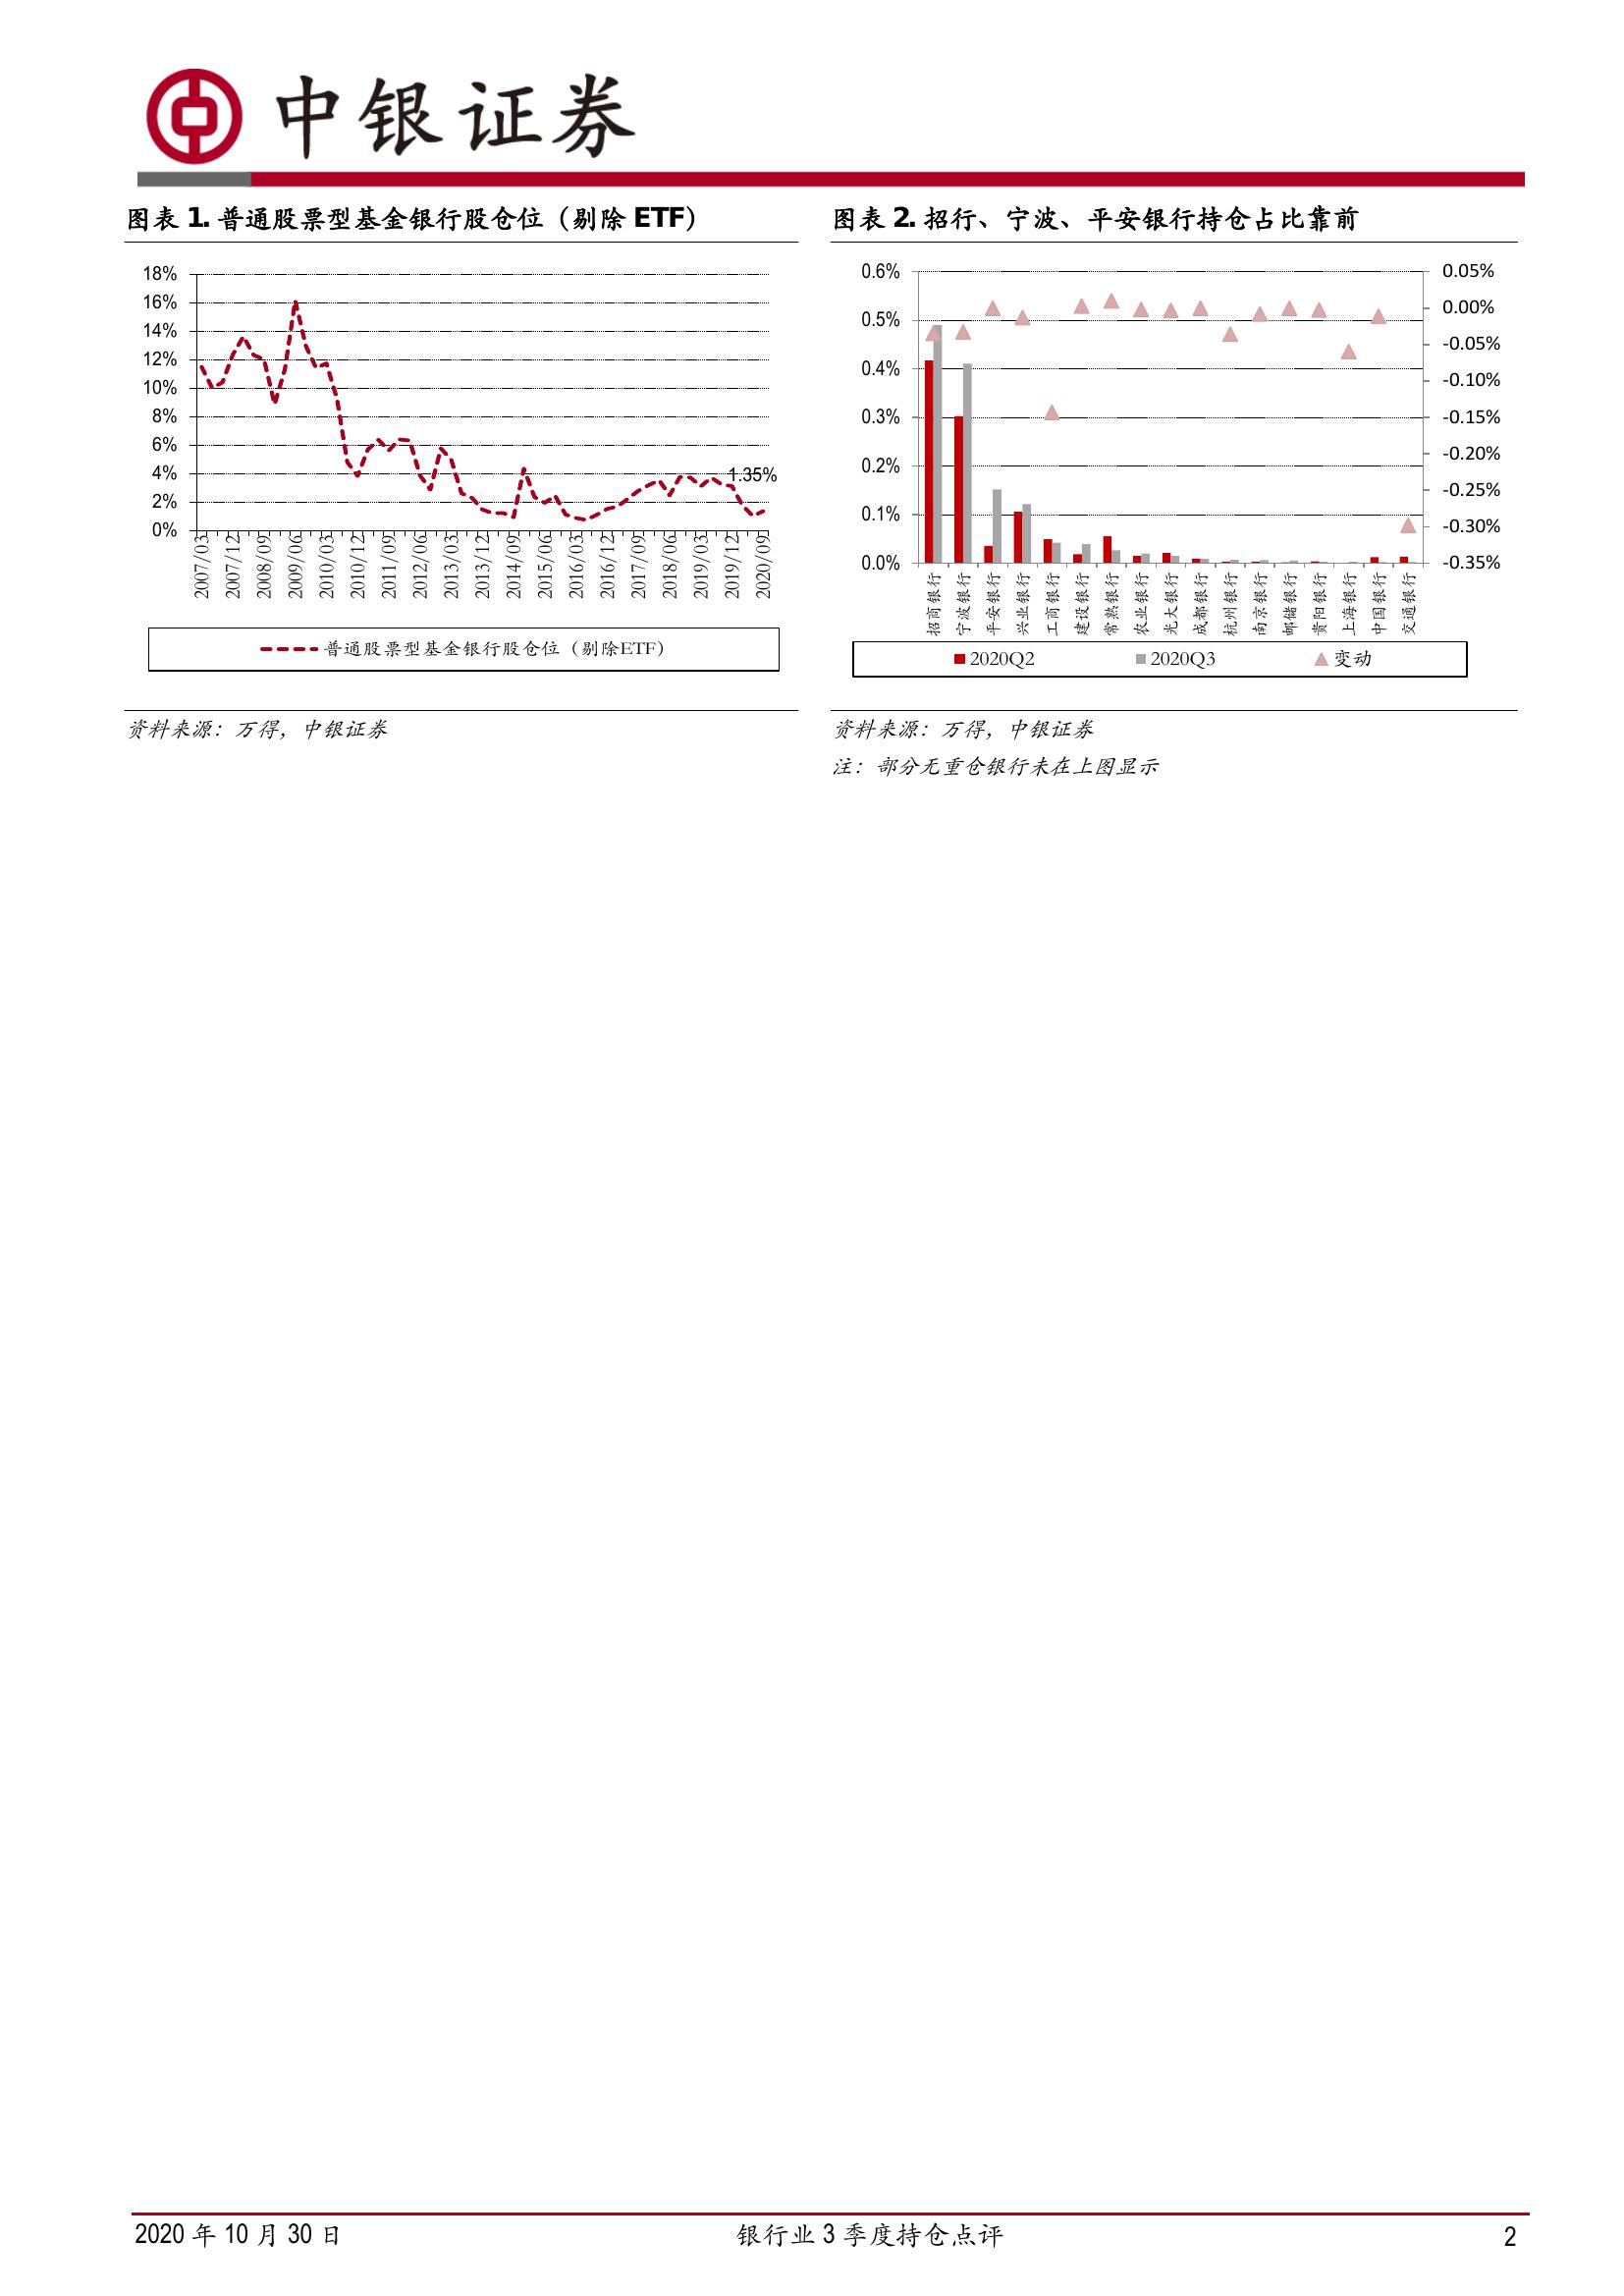 中银证券
图表 1. 普通股票型基金银行股仓位（剔除 ETF）
18%
16%
14%
12%
10%
8%
6%
4%
2%
0%
1.35%
2007/03
2007/12
2008/09
2009/06
2010/03
2010/12
2011/09
2012/06
2013/03
2013/12
2014/09
2015/06
2016/03
2016/12
2017/09
2018/06
2019/03
2019/12
2020/09
普通股票型基金银行股仓位（剔除ETF）
资料来源：万得，中银证券
图表 2. 招行、宁波、平安银行持仓占比靠前
0.6%
0.5%
0.4%
0.3%
0.2%
0.1%
0.0%
0.05%
0.00%
-0.05%
-0.10%
-0.15%
-0.20%
-0.25%
-0.30%
-0.35%
招商银行
宁波银行
平安银行
兴业银行
工商银行
建设银行
常熟银行
农业银行
光大银行
成都银行
杭州银行
南京银行
邮储银行
贵阳银行
上海银行
中国银行
交通银行
2020Q2 2020Q3 变动
资料来源：万得，中银证券
注：部分无重仓银行未在上图显示
2020 年 10 月 30 日 银行业 3 季度持仓点评 2